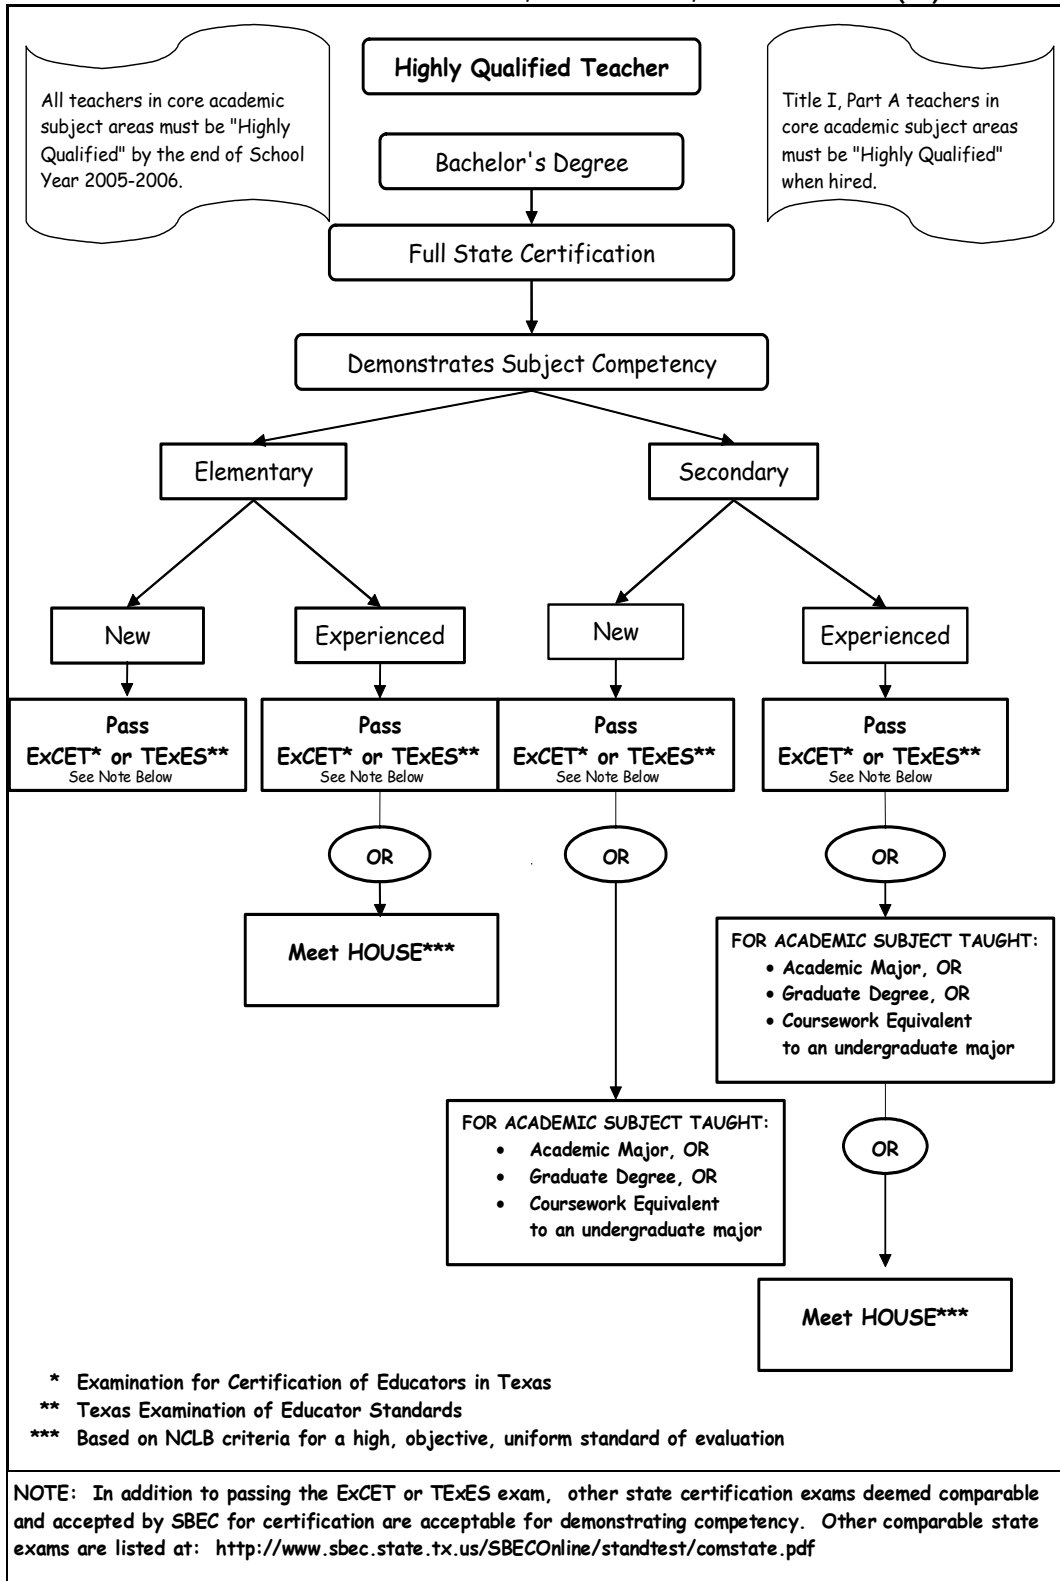 Highly Qualified Teacher
All teachers in core academic
subject areas must be "Highly
Qualified" by the end of School
Year 2005-2006.
Title I, Part A teachers in
core academic subject areas
must be "Highly Qualified"
when hired.
Bachelor's Degree
Full State Certification
Demonstrates Subject Competency
Elementary
Secondary
New
Experienced
New
Experienced
Pass
ExCET* or TExES**
See Note Below
Pass
ExCET* or TExES**
See Note Below
Pass
ExCET* or TExES**
See Note Below
Pass
ExCET* or TExES**
See Note Below
OR
OR
OR
Meet HOUSE***
FOR ACADEMIC SUBJECT TAUGHT:
• Academic Major, OR
• Graduate Degree, OR
• Coursework Equivalent
to an undergraduate major
FOR ACADEMIC SUBJECT TAUGHT:
• Academic Major, OR
• Graduate Degree, OR
• Coursework Equivalent
to an undergraduate major
OR
Meet HOUSE***
* Examination for Certification of Educators in Texas
** Texas Examination of Educator Standards
*** Based on NCLB criteria for a high, objective, uniform standard of evaluation
NOTE: In addition to passing the ExCET or TExES exam, other state certification exams deemed comparable
and accepted by SBEC for certification are acceptable for demonstrating competency. Other comparable state
exams are listed at: http://www.sbec.state.tx.us/SBECOnline/standtest/comstate.pdf